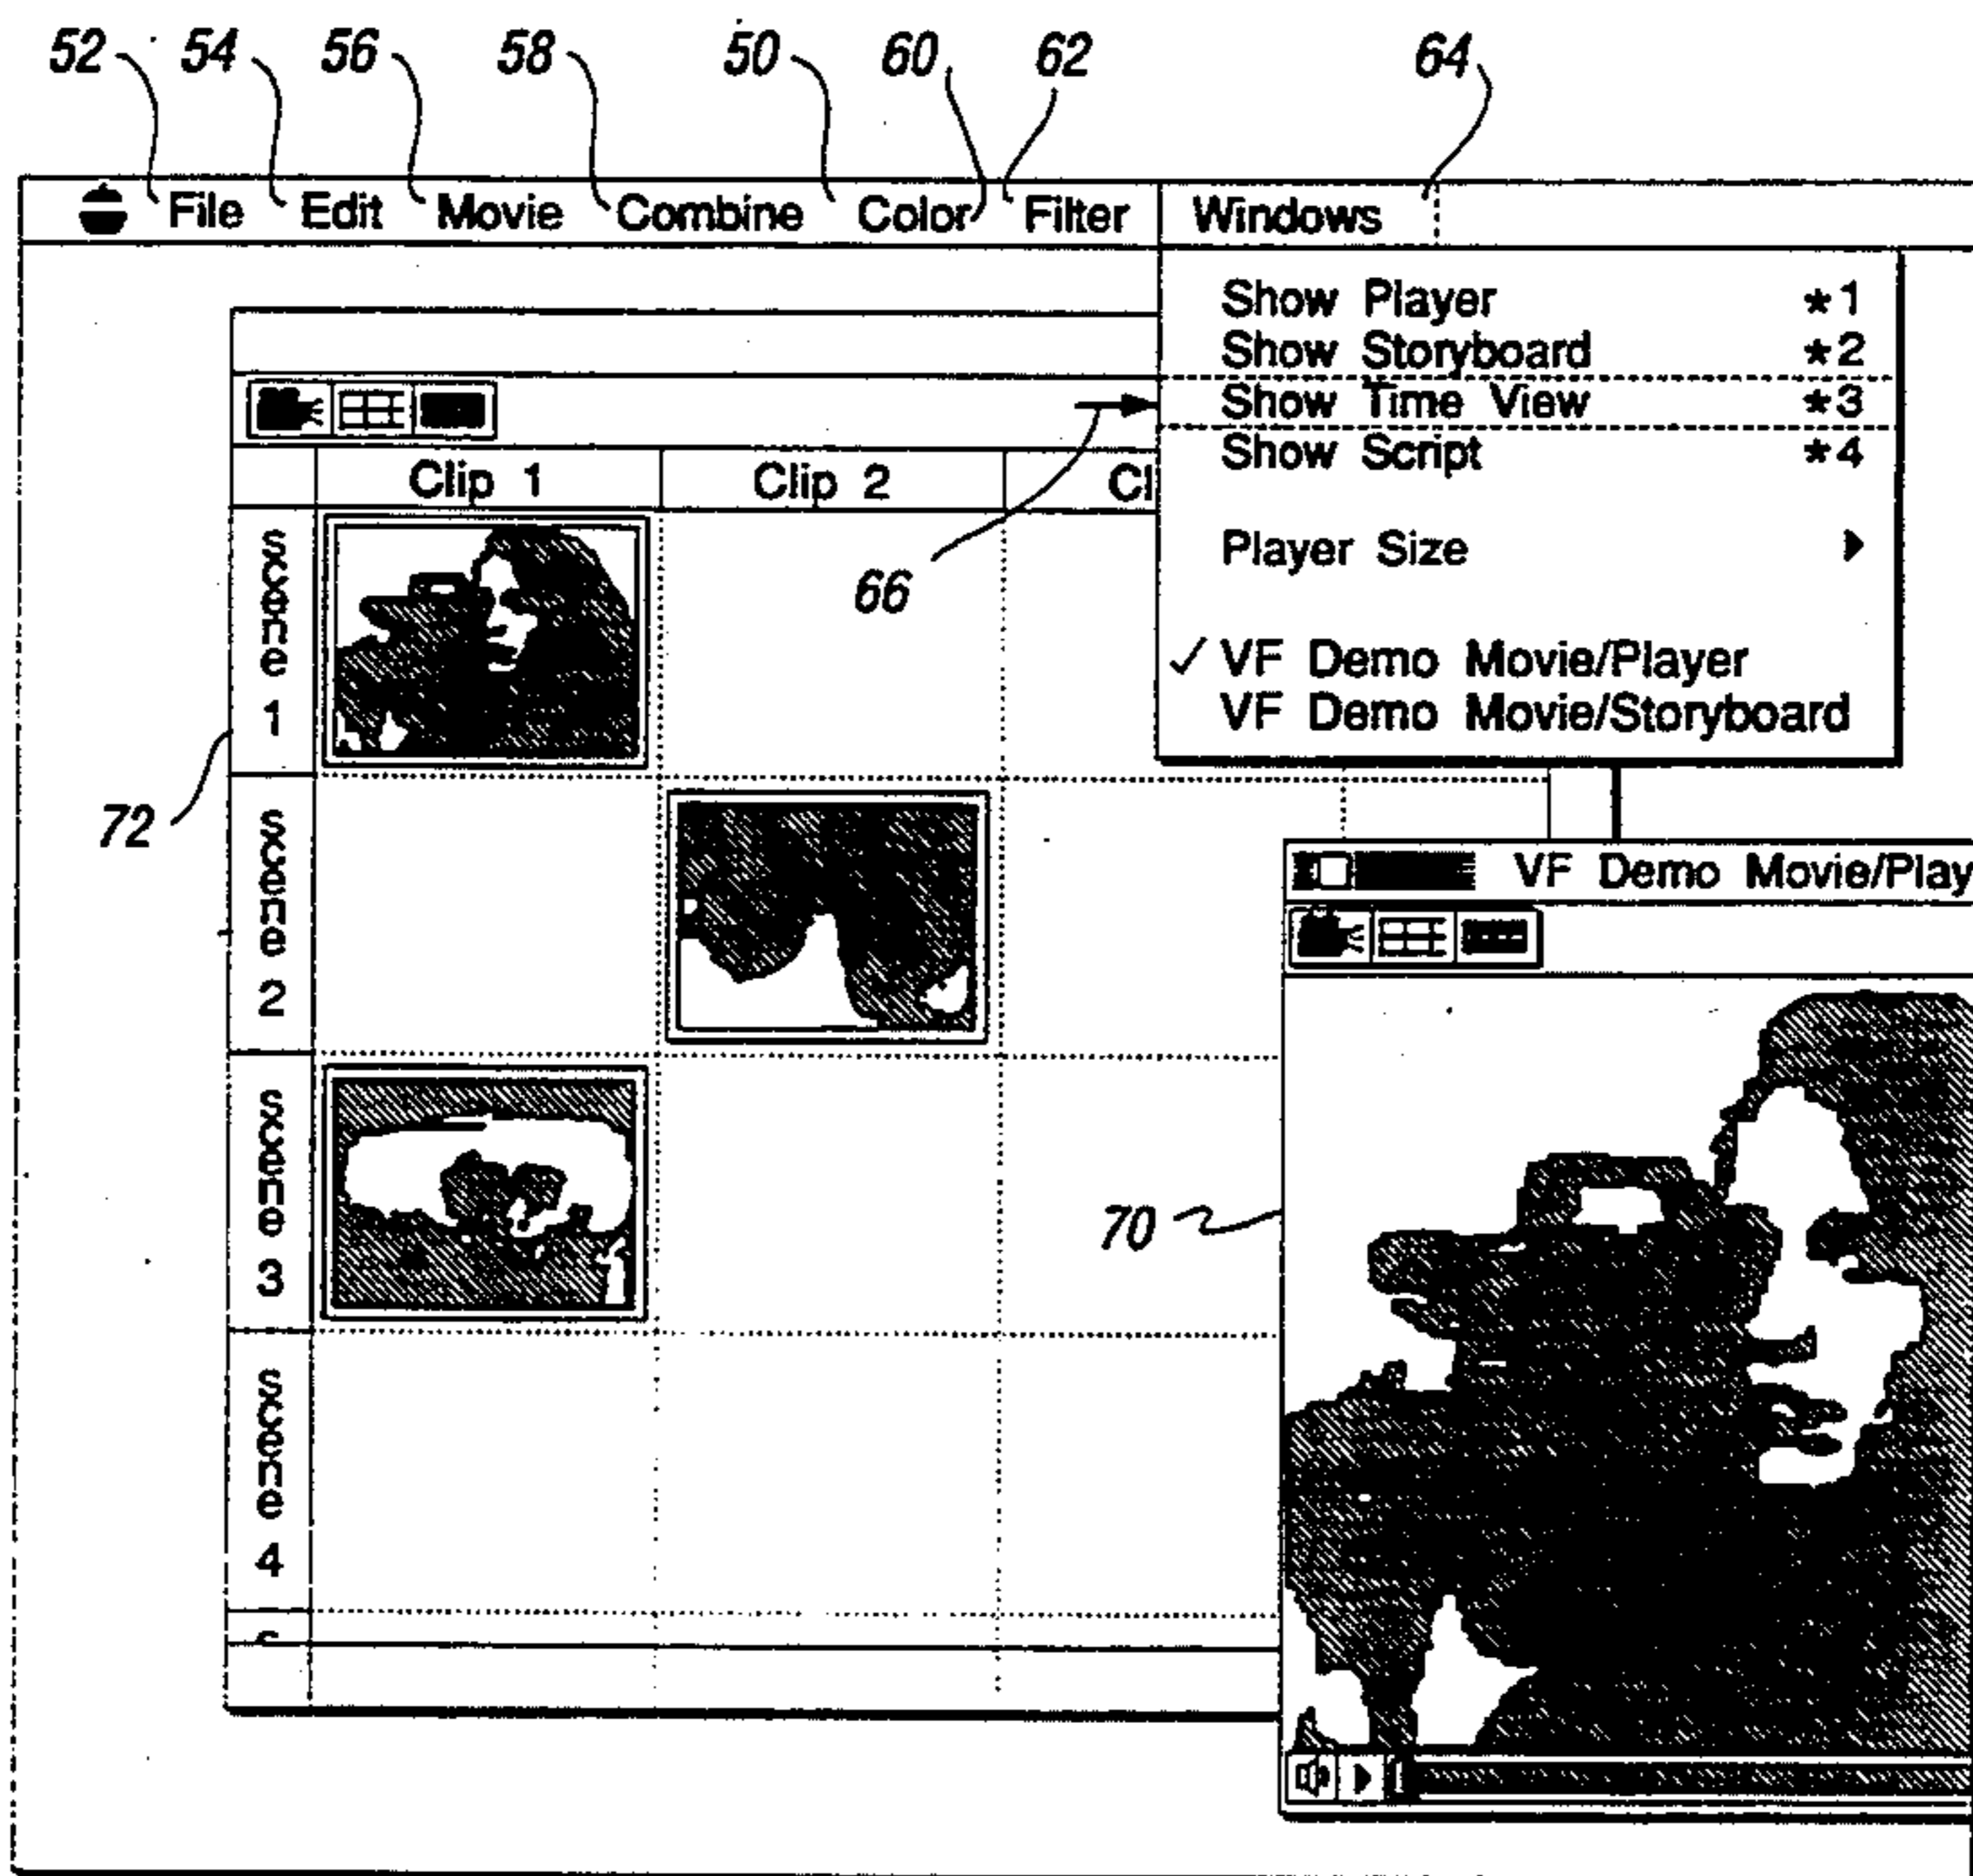 52 54 56 58 50 60 62 64
File Edit Movie Combine Color Filter Windows
Show Player *1
Show Storyboard *2
Show Time View *3
Show Script *4
Player Size
✓ VF Demo Movie/Player
VF Demo Movie/Storyboard
66
Clip 1 Clip 2 Cl
Scene 1
72
Scene 2
Scene 3
Scene 4
VF Demo Movie/Play
70